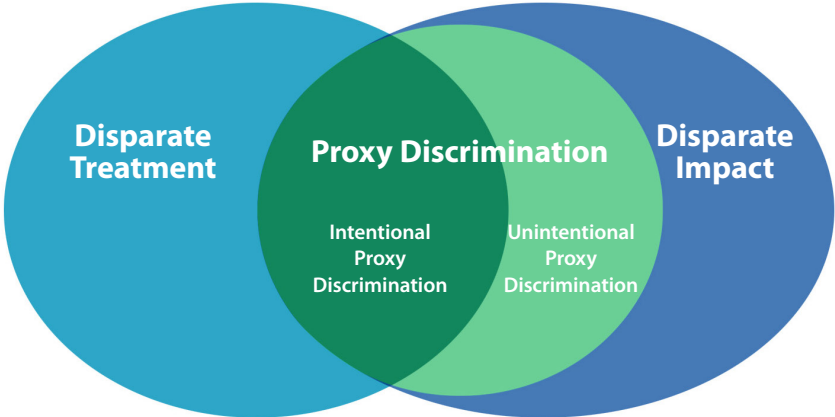 Disparate
Treatment
Proxy Discrimination
Disparate
Impact
Intentional
Proxy
Discrimination
Unintentional
Proxy
Discrimination